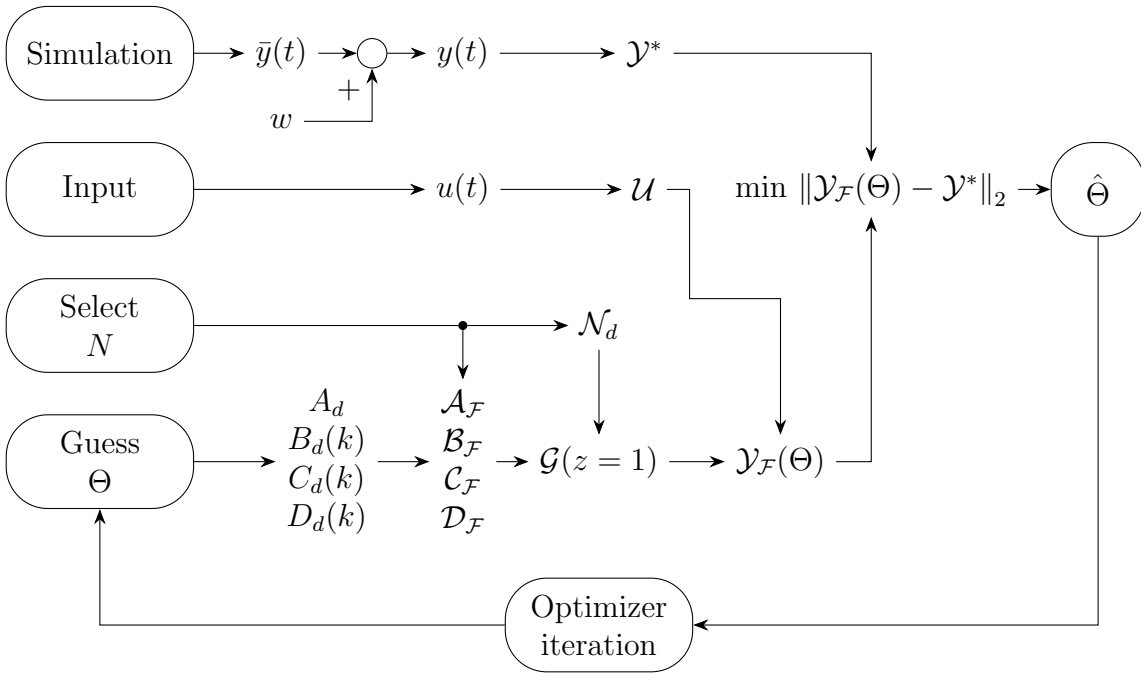 Simulation
ȳ(t)
y(t)
𝒴*
+
w
Input
u(t)
𝒰
min ‖𝒴_ℱ(Θ) − 𝒴*‖₂
Θ̂
Select
N
𝒩_d
Guess
Θ
A_d
B_d(k)
C_d(k)
D_d(k)
𝒜_ℱ
ℬ_ℱ
𝒞_ℱ
𝒟_ℱ
𝒢(z = 1)
𝒴_ℱ(Θ)
Optimizer
iteration